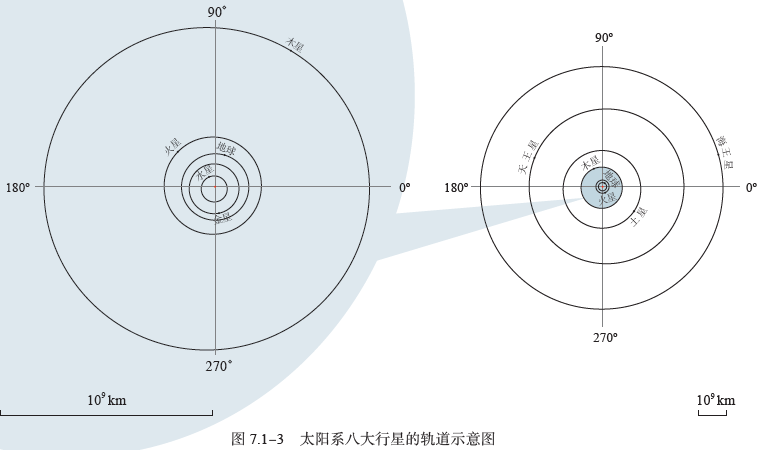 90°
木星
火星
地球
水星
金星
180°
0°
270°
10⁹ km
90°
海王星
天王星
木星
地球
火星
土星
180°
0°
270°
10⁹ km
图 7.1-3 太阳系八大行星的轨道示意图